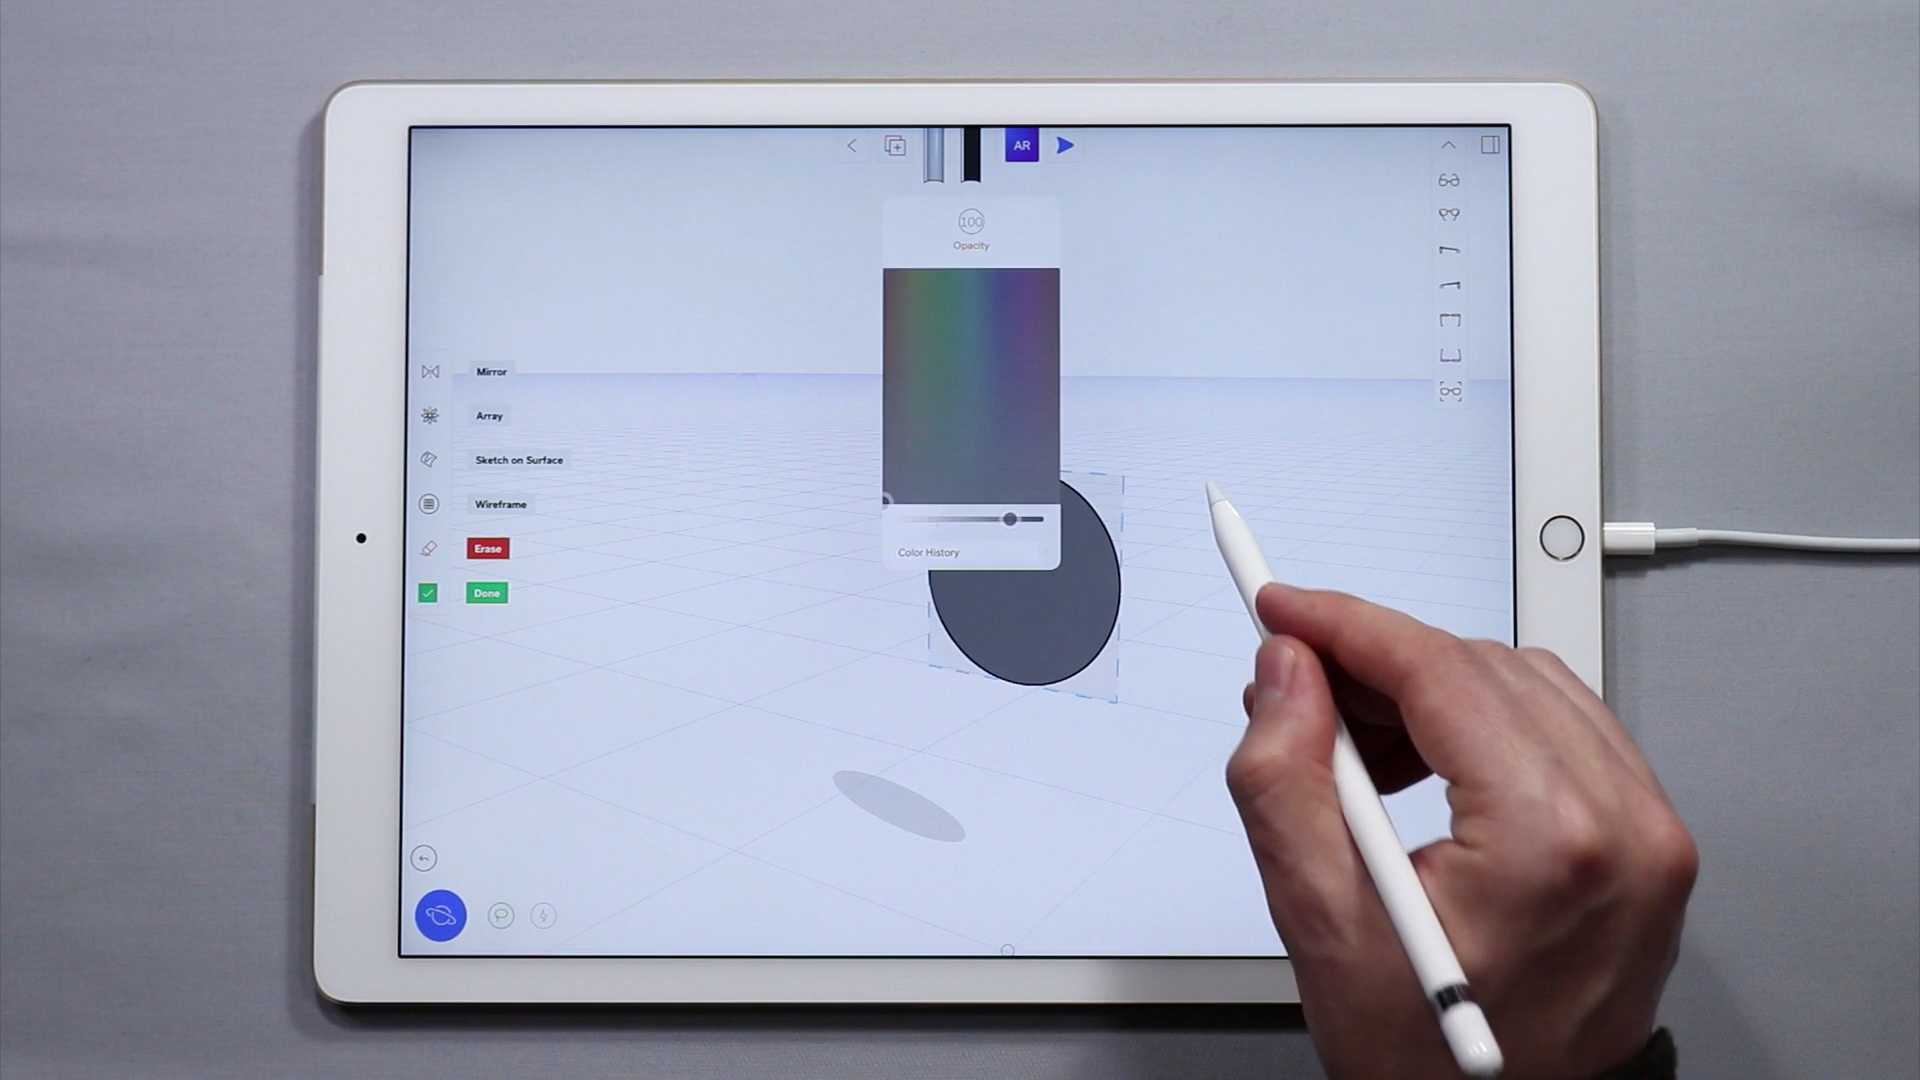 AR
100
Opacity
Mirror
Array
Sketch on Surface
Wireframe
Erase
Done
Color History